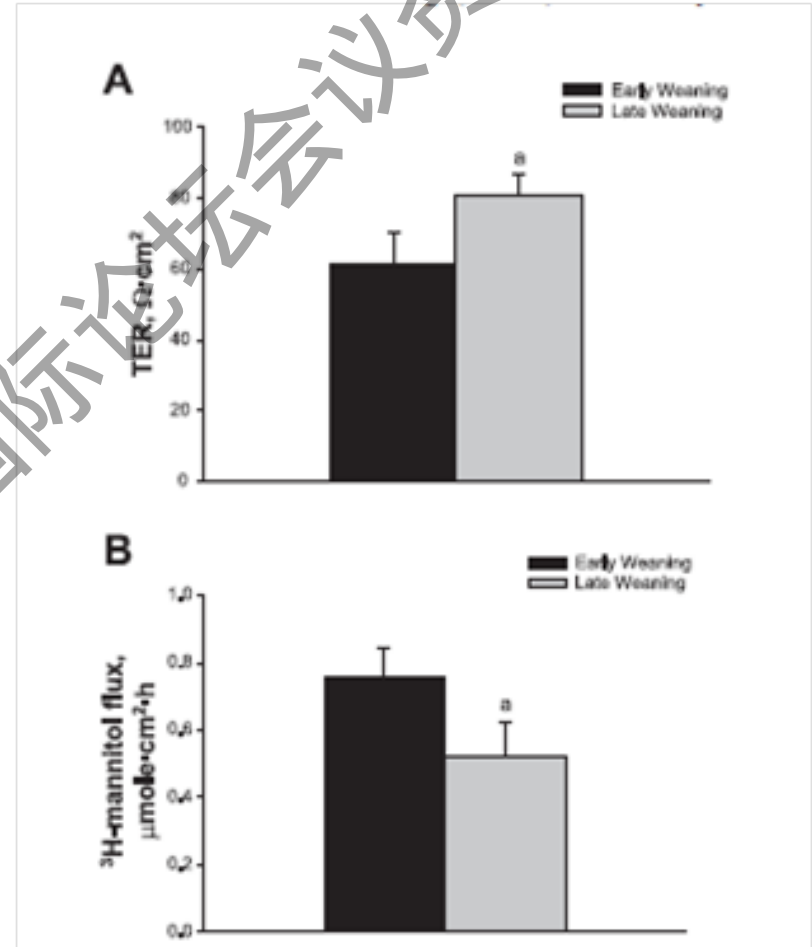 A
Early Weaning
Late Weaning
a
100
80
60
40
20
0
TER, Ω•cm²
B
Early Weaning
Late Weaning
a
1.0
0.8
0.6
0.4
0.2
0.0
³H-mannitol flux,
μmole•cm²•h
国际论坛会议资